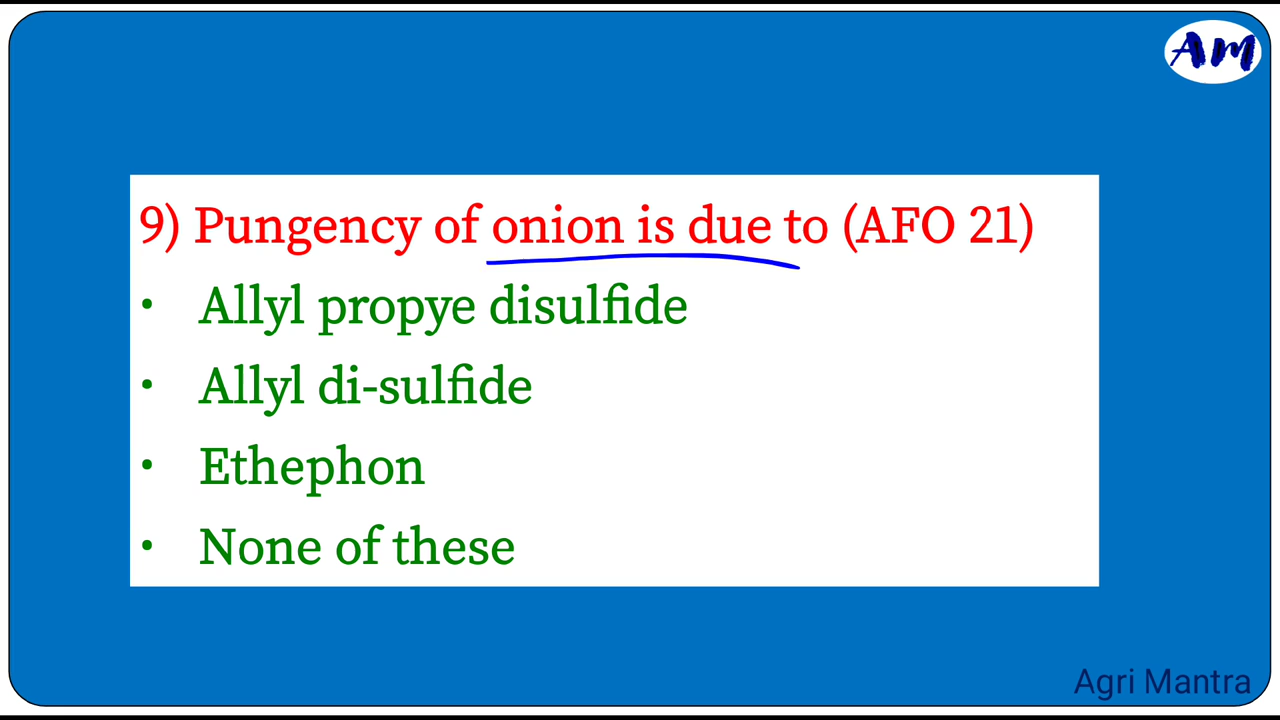 AM
9) Pungency of onion is due to (AFO 21)
• Allyl propye disulfide
• Allyl di-sulfide
• Ethephon
• None of these
Agri Mantra